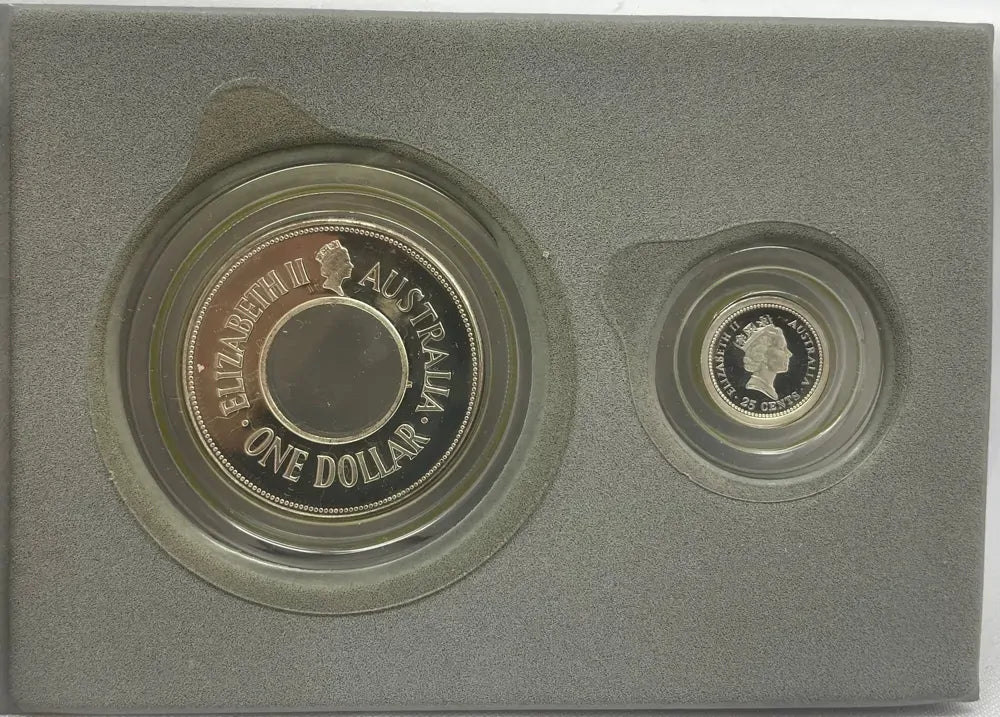 ELIZABETH II AUSTRALIA
· ONE DOLLAR ·
ELIZABETH II AUSTRALIA
· 25 CENTS ·